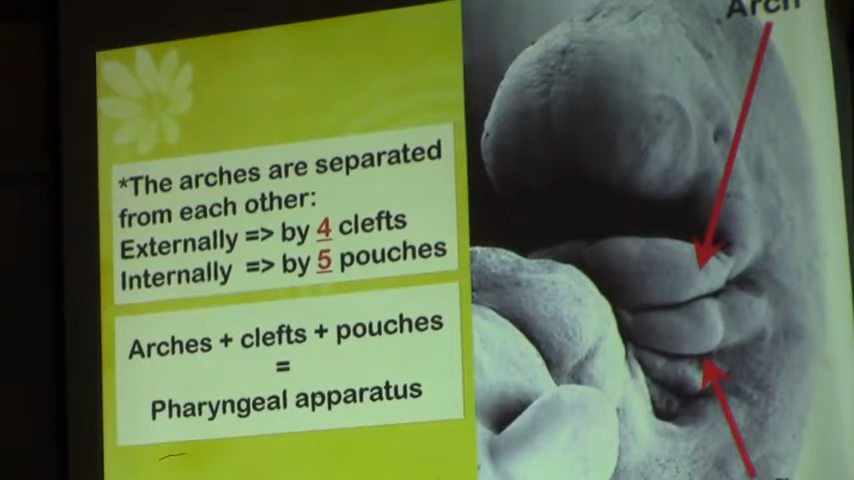 Arch
*The arches are separated
from each other:
Externally => by 4 clefts
Internally => by 5 pouches
Arches + clefts + pouches
=
Pharyngeal apparatus